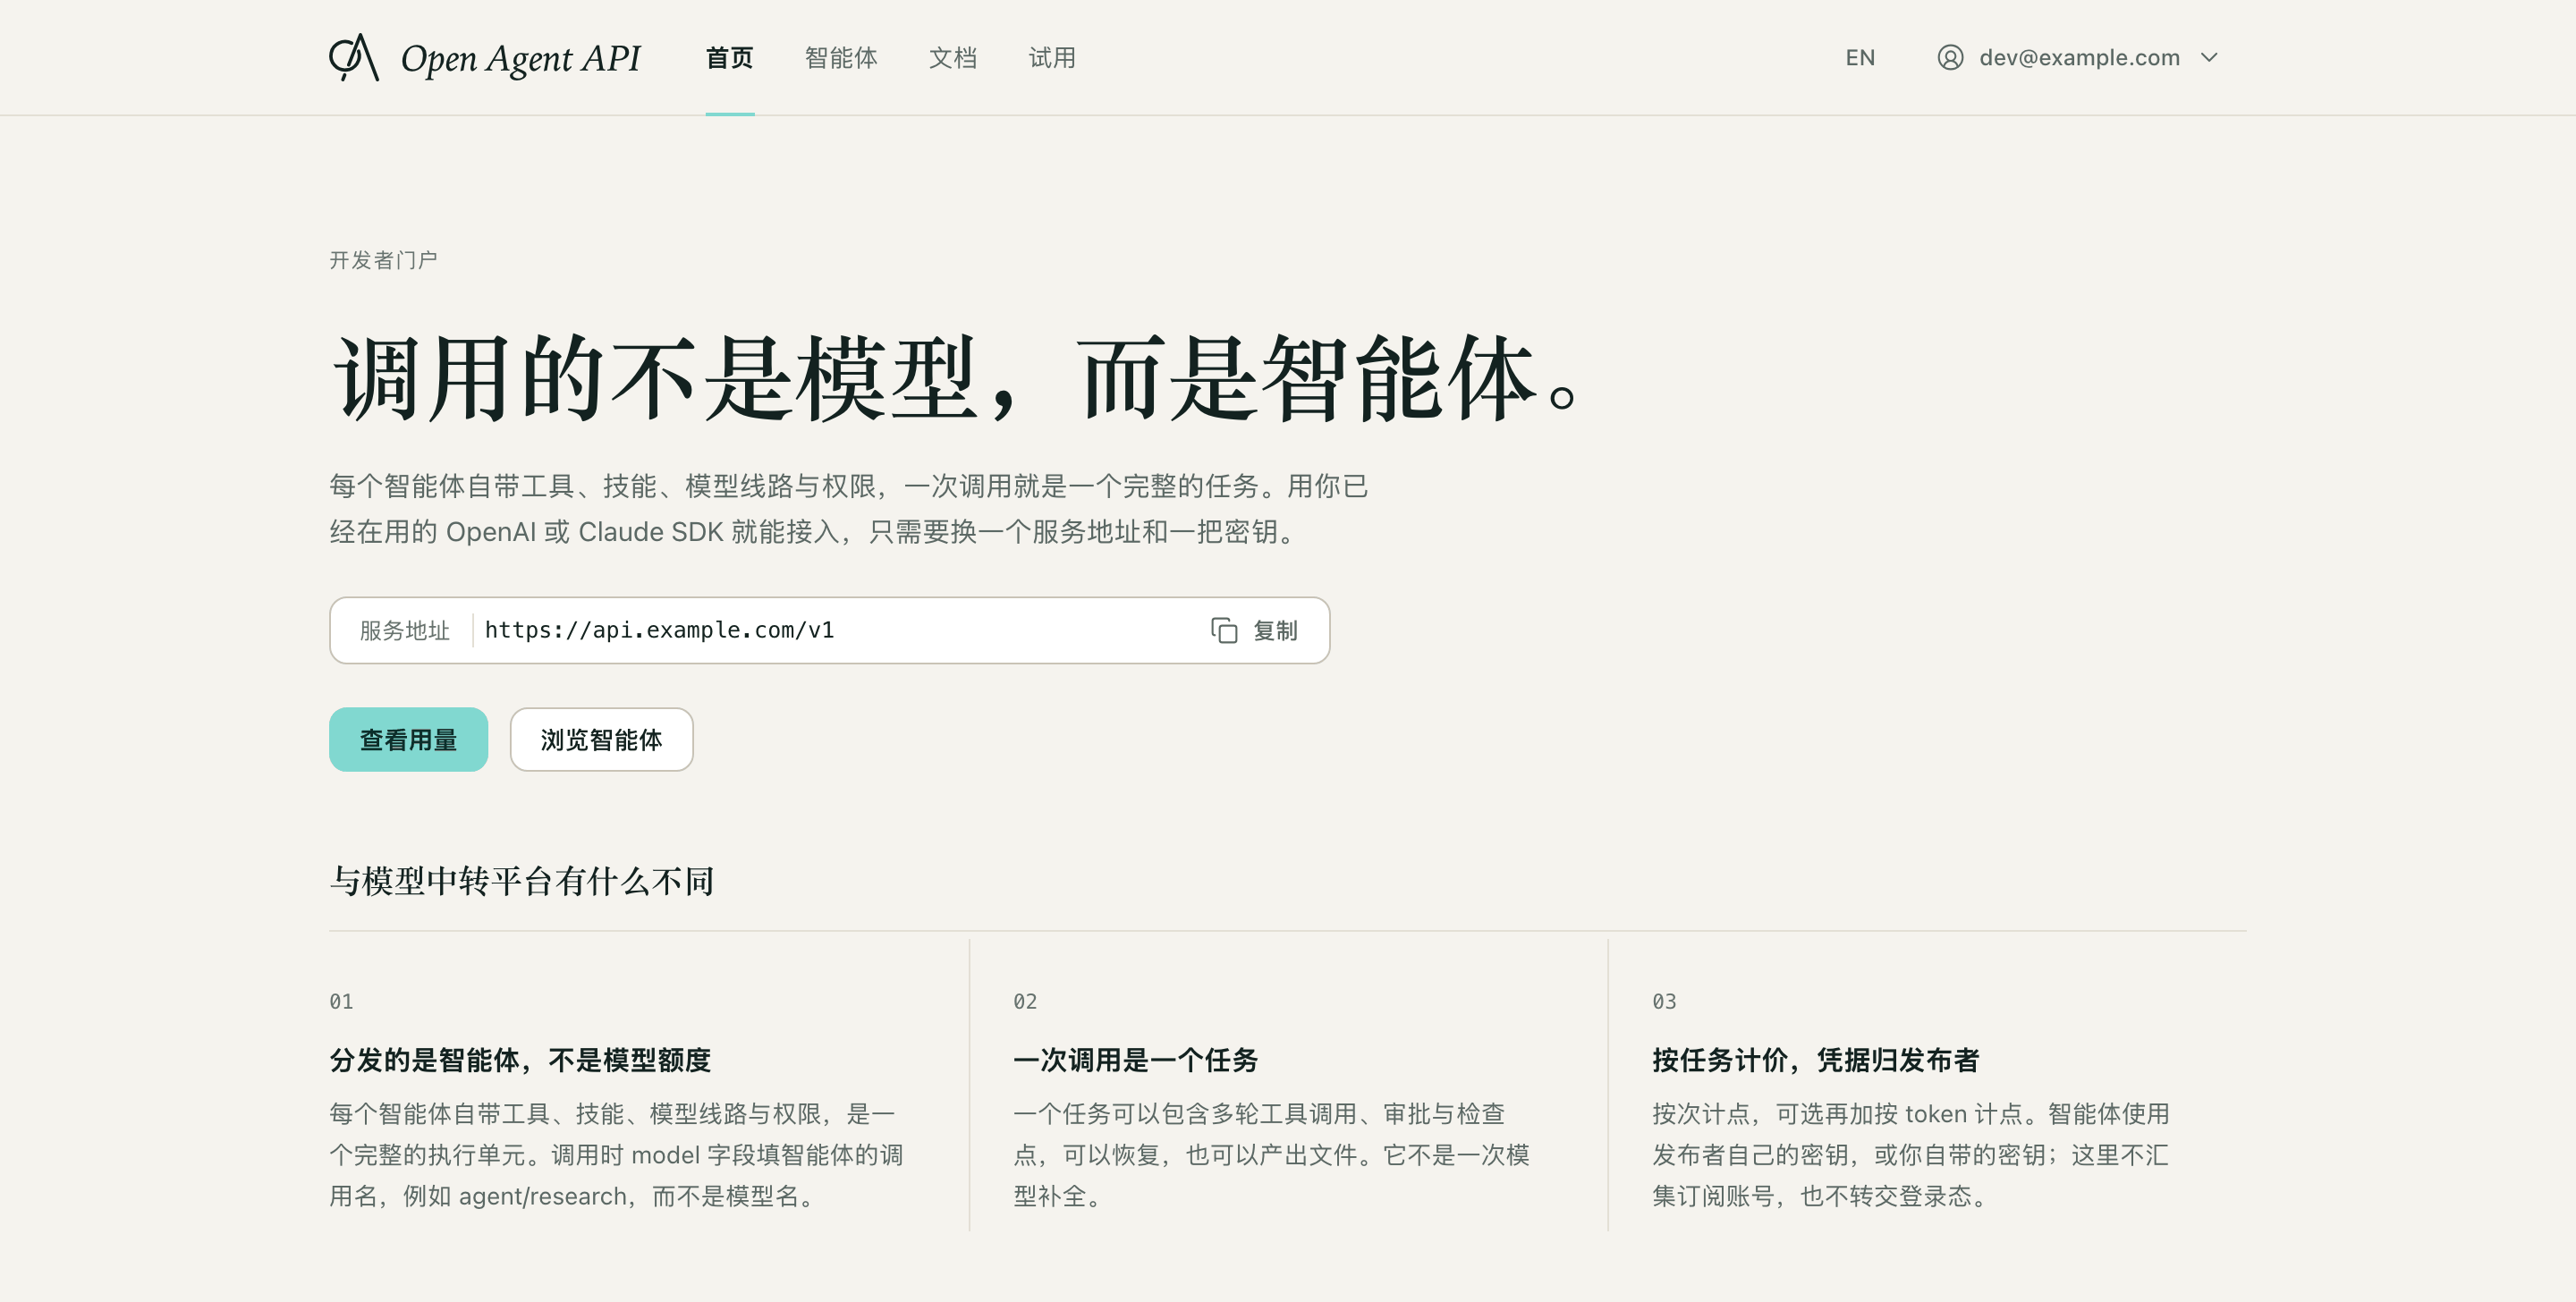 Open Agent API
首页
智能体
文档
试用
EN
dev@example.com
开发者门户
调用的不是模型，而是智能体。
每个智能体自带工具、技能、模型线路与权限，一次调用就是一个完整的任务。用你已
经在用的 OpenAI 或 Claude SDK 就能接入，只需要换一个服务地址和一把密钥。
服务地址
https://api.example.com/v1
复制
查看用量
浏览智能体
与模型中转平台有什么不同
01
分发的是智能体，不是模型额度
每个智能体自带工具、技能、模型线路与权限，是一
个完整的执行单元。调用时 model 字段填智能体的调
用名，例如 agent/research，而不是模型名。
02
一次调用是一个任务
一个任务可以包含多轮工具调用、审批与检查
点，可以恢复，也可以产出文件。它不是一次模
型补全。
03
按任务计价，凭据归发布者
按次计点，可选再加按 token 计点。智能体使用
发布者自己的密钥，或你自带的密钥；这里不汇
集订阅账号，也不转交登录态。